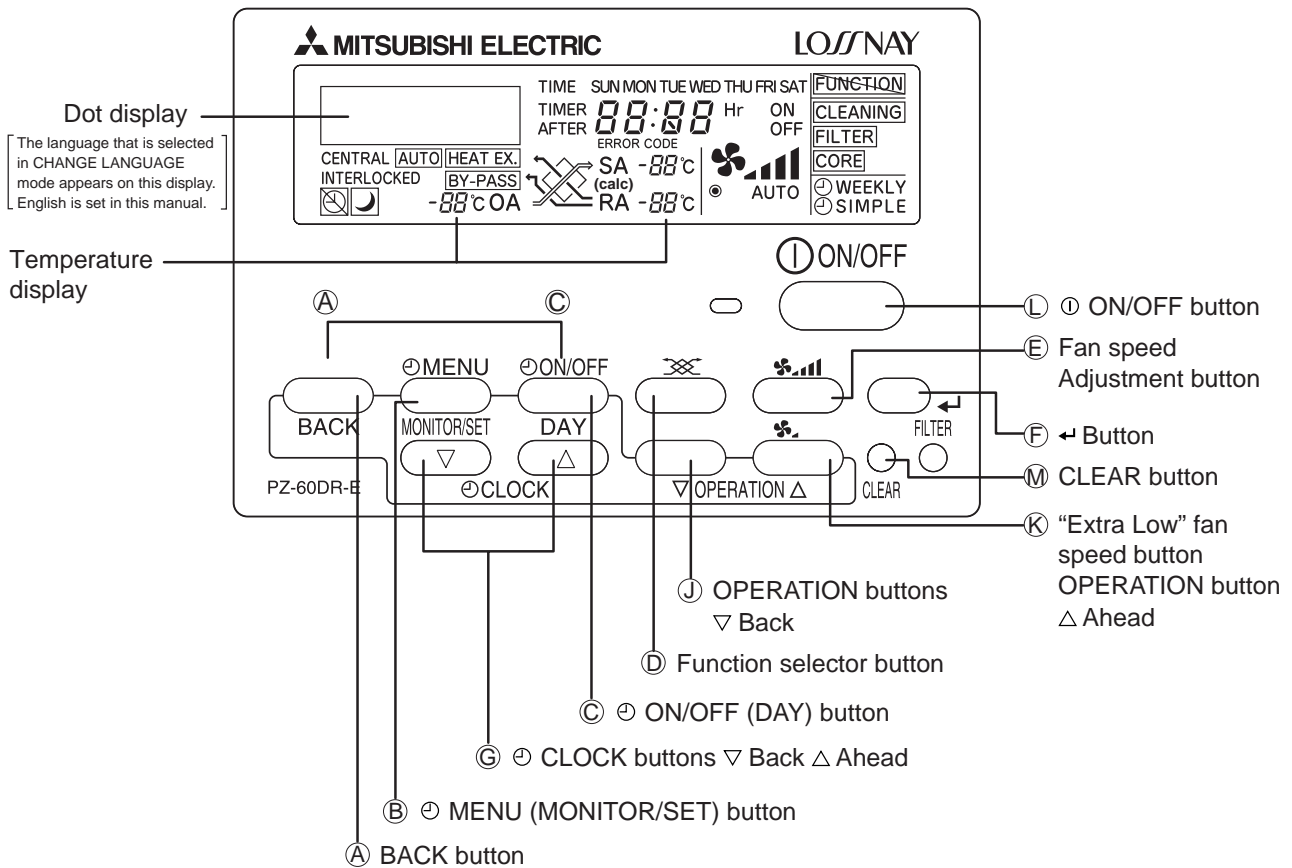 MITSUBISHI ELECTRIC
LOSSNAY
TIME SUN MON TUE WED THU FRI SAT
FUNCTION
TIMER
AFTER
88:88 Hr
ON
OFF
CLEANING
ERROR CODE
FILTER
CORE
CENTRAL AUTO HEAT EX.
INTERLOCKED
BY-PASS
SA -88°C
(calc)
RA -88°C
-88°C OA
AUTO
WEEKLY
SIMPLE
Dot display
[ The language that is selected
in CHANGE LANGUAGE
mode appears on this display.
English is set in this manual. ]
Temperature
display
ON/OFF
Ⓐ
Ⓒ
MENU
ON/OFF
BACK
MONITOR/SET
DAY
▽
△
FILTER
PZ-60DR-E
CLOCK
▽ OPERATION △
CLEAR
Ⓛ ON/OFF button
Ⓔ Fan speed
Adjustment button
Ⓕ ↵ Button
Ⓜ CLEAR button
Ⓚ “Extra Low” fan
speed button
OPERATION button
△ Ahead
Ⓙ OPERATION buttons
▽ Back
Ⓓ Function selector button
Ⓒ ON/OFF (DAY) button
Ⓖ CLOCK buttons ▽ Back △ Ahead
Ⓑ MENU (MONITOR/SET) button
Ⓐ BACK button